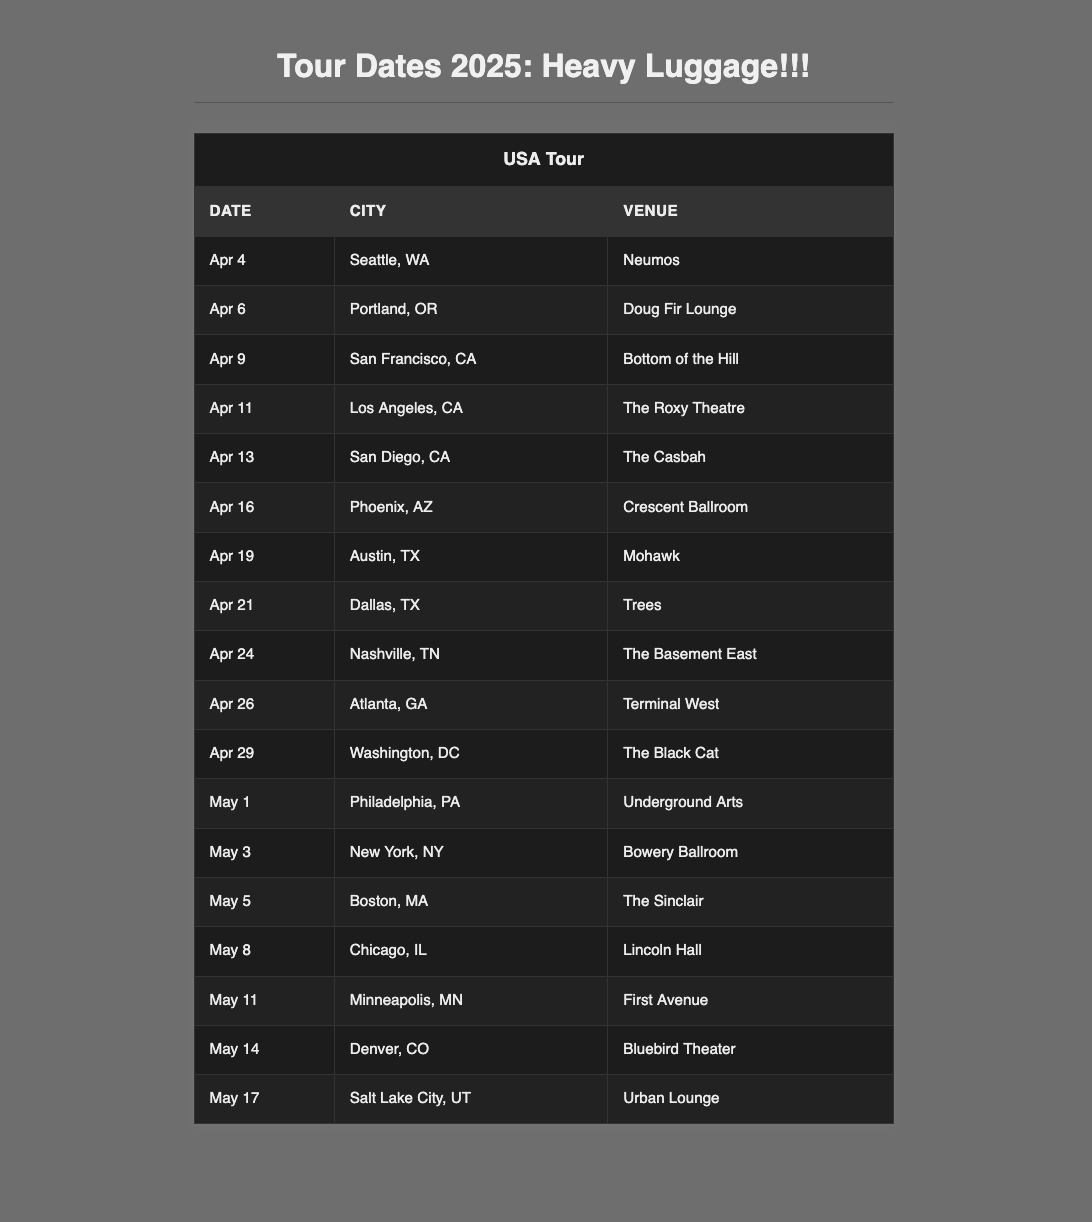 Tour Dates 2025: Heavy Luggage!!!
USA Tour
DATE CITY VENUE
Apr 4 Seattle, WA Neumos
Apr 6 Portland, OR Doug Fir Lounge
Apr 9 San Francisco, CA Bottom of the Hill
Apr 11 Los Angeles, CA The Roxy Theatre
Apr 13 San Diego, CA The Casbah
Apr 16 Phoenix, AZ Crescent Ballroom
Apr 19 Austin, TX Mohawk
Apr 21 Dallas, TX Trees
Apr 24 Nashville, TN The Basement East
Apr 26 Atlanta, GA Terminal West
Apr 29 Washington, DC The Black Cat
May 1 Philadelphia, PA Underground Arts
May 3 New York, NY Bowery Ballroom
May 5 Boston, MA The Sinclair
May 8 Chicago, IL Lincoln Hall
May 11 Minneapolis, MN First Avenue
May 14 Denver, CO Bluebird Theater
May 17 Salt Lake City, UT Urban Lounge